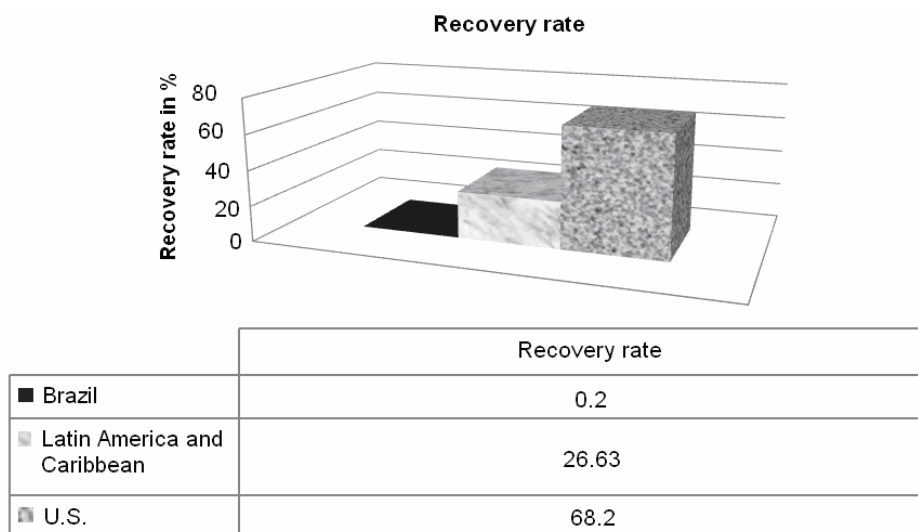 Recovery rate
Recovery rate in %
80
60
40
20
0
Recovery rate
Brazil
0.2
Latin America and
Caribbean
26.63
U.S.
68.2